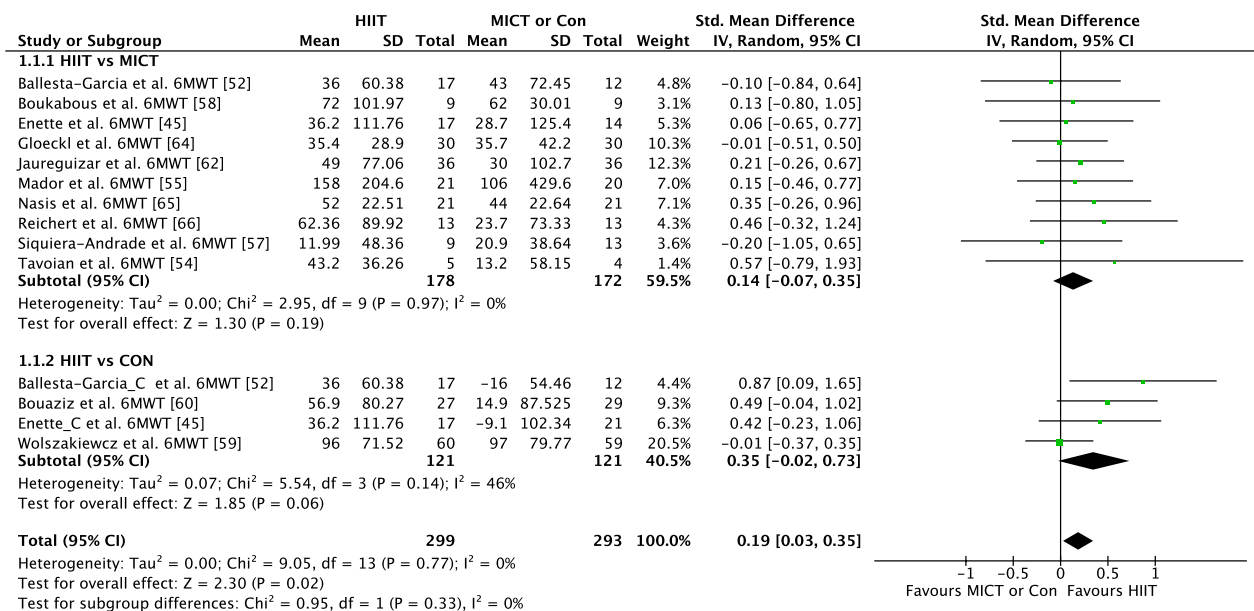 HIIT MICT or Con Std. Mean Difference Std. Mean Difference
Study or Subgroup Mean SD Total Mean SD Total Weight IV, Random, 95% CI IV, Random, 95% CI
1.1.1 HIIT vs MICT
Ballesta-Garcia et al. 6MWT [52] 36 60.38 17 43 72.45 12 4.8% −0.10 [−0.84, 0.64]
Boukabous et al. 6MWT [58] 72 101.97 9 62 30.01 9 3.1% 0.13 [−0.80, 1.05]
Enette et al. 6MWT [45] 36.2 111.76 17 28.7 125.4 14 5.3% 0.06 [−0.65, 0.77]
Gloeckl et al. 6MWT [64] 35.4 28.9 30 35.7 42.2 30 10.3% −0.01 [−0.51, 0.50]
Jaureguizar et al. 6MWT [62] 49 77.06 36 30 102.7 36 12.3% 0.21 [−0.26, 0.67]
Mador et al. 6MWT [55] 158 204.6 21 106 429.6 20 7.0% 0.15 [−0.46, 0.77]
Nasis et al. 6MWT [65] 52 22.51 21 44 22.64 21 7.1% 0.35 [−0.26, 0.96]
Reichert et al. 6MWT [66] 62.36 89.92 13 23.7 73.33 13 4.6% 0.46 [−0.32, 1.24]
Siquiera-Andrade et al. 6MWT [57] 11.99 48.36 9 20.9 38.64 13 3.6% −0.20 [−1.05, 0.65]
Tavoian et al. 6MWT [54] 43.2 36.26 5 13.2 58.15 4 1.4% 0.57 [−0.79, 1.93]
Subtotal (95% CI) 178 172 59.5% 0.14 [−0.07, 0.35]
Heterogeneity: Tau² = 0.00; Chi² = 2.95, df = 9 (P = 0.97); I² = 0%
Test for overall effect: Z = 1.30 (P = 0.19)
1.1.2 HIIT vs CON
Ballesta-Garcia_C et al. 6MWT [52] 36 60.38 17 −16 54.46 12 4.4% 0.87 [0.09, 1.65]
Bouaziz et al. 6MWT [60] 56.9 80.27 27 14.9 87.525 29 9.3% 0.49 [−0.04, 1.02]
Enette_C et al. 6MWT [45] 36.2 111.76 17 −9.1 102.34 21 6.3% 0.42 [−0.23, 1.06]
Wolszakiewcz et al. 6MWT [59] 96 71.52 60 97 79.77 59 20.5% −0.01 [−0.37, 0.35]
Subtotal (95% CI) 121 121 40.5% 0.35 [−0.02, 0.73]
Heterogeneity: Tau² = 0.07; Chi² = 5.54, df = 3 (P = 0.14); I² = 46%
Test for overall effect: Z = 1.85 (P = 0.06)
Total (95% CI) 299 293 100.0% 0.19 [0.03, 0.35]
Heterogeneity: Tau² = 0.00; Chi² = 9.05, df = 13 (P = 0.77); I² = 0%
Test for overall effect: Z = 2.30 (P = 0.02)
Test for subgroup differences: Chi² = 0.95, df = 1 (P = 0.33), I² = 0%
−1 −0.5 0 0.5 1
Favours MICT or Con Favours HIIT